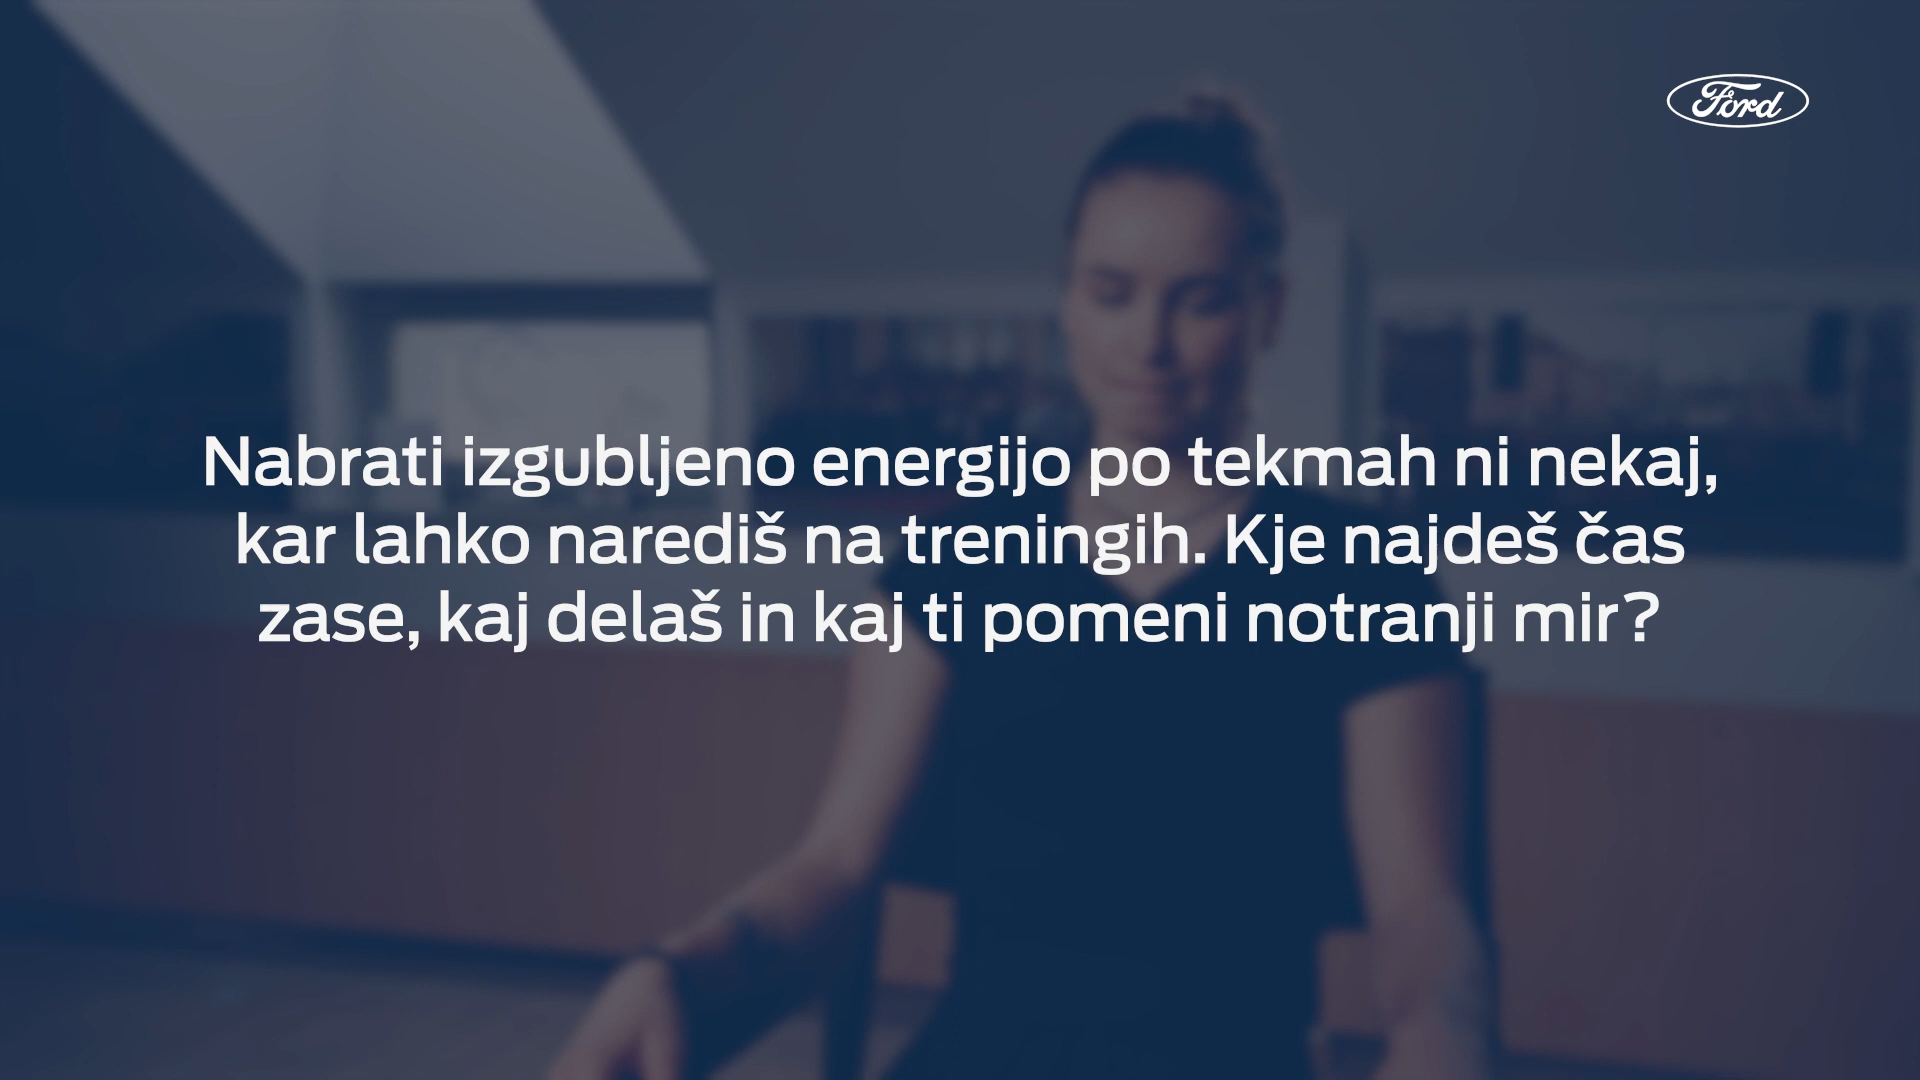 Ford
Nabrati izgubljeno energijo po tekmah ni nekaj,
kar lahko narediš na treningih. Kje najdeš čas
zase, kaj delaš in kaj ti pomeni notranji mir?